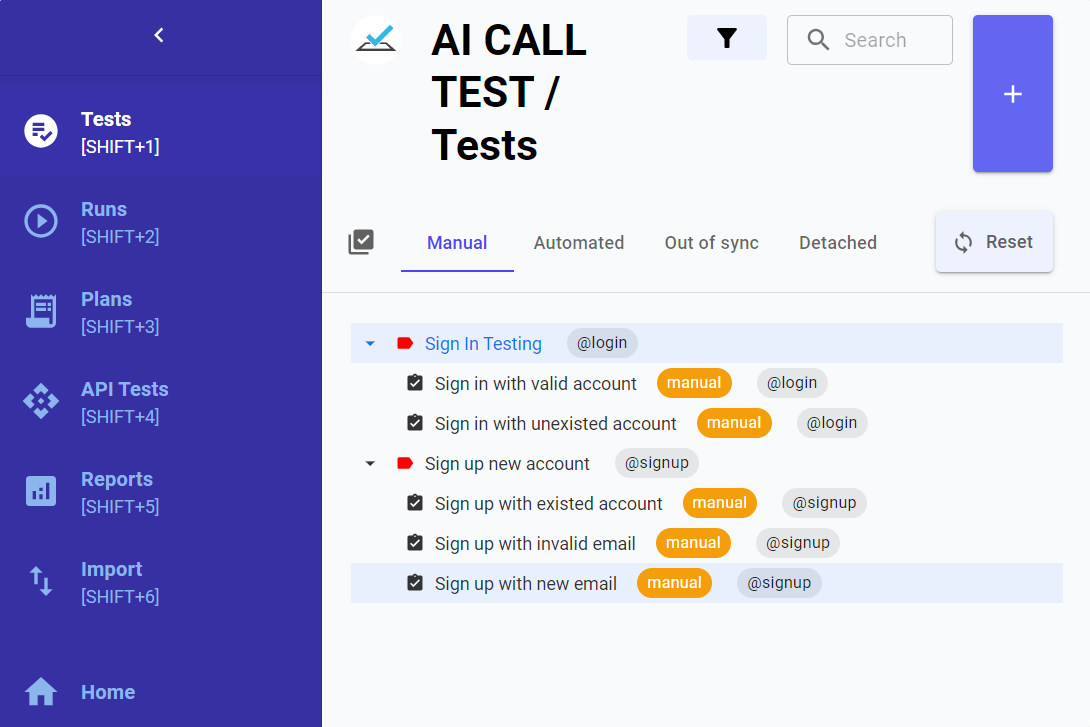 Tests
[SHIFT+1]
Runs
[SHIFT+2]
Plans
[SHIFT+3]
API Tests
[SHIFT+4]
Reports
[SHIFT+5]
Import
[SHIFT+6]
Home
AI CALL
TEST /
Tests
Search
+
Manual Automated Out of sync Detached Reset
Sign In Testing @login
Sign in with valid account manual @login
Sign in with unexisted account manual @login
Sign up new account @signup
Sign up with existed account manual @signup
Sign up with invalid email manual @signup
Sign up with new email manual @signup